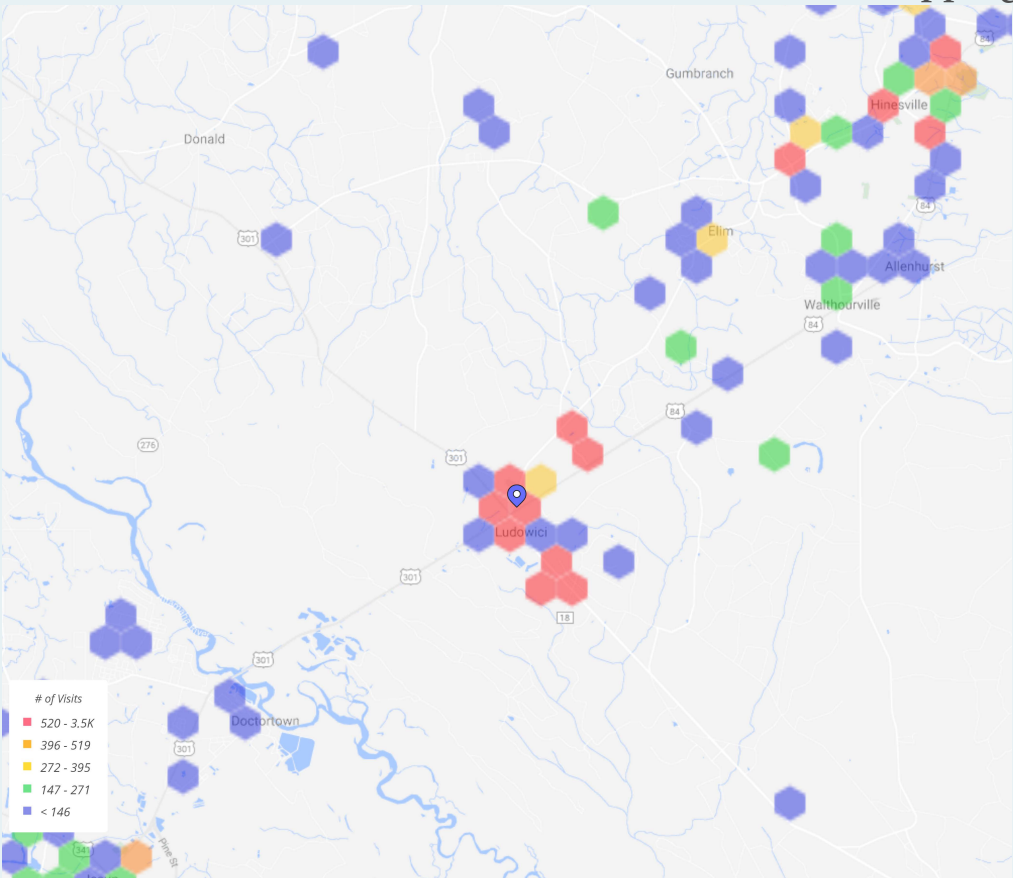 84
Gumbranch
Hinesville
Donald
84
Elim
301
Allenhurst
Walthourville
84
84
276
301
Ludowici
301
18
301
Doctortown
301
# of Visits
520 - 3.5K
396 - 519
272 - 395
147 - 271
< 146
341
Pine St